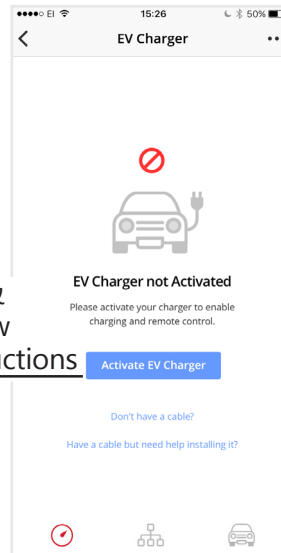 EI 15:26 50%
EV Charger
EV Charger not Activated
Please activate your charger to enable
charging and remote control.
Activate EV Charger
Don't have a cable?
Have a cable but need help installing it?